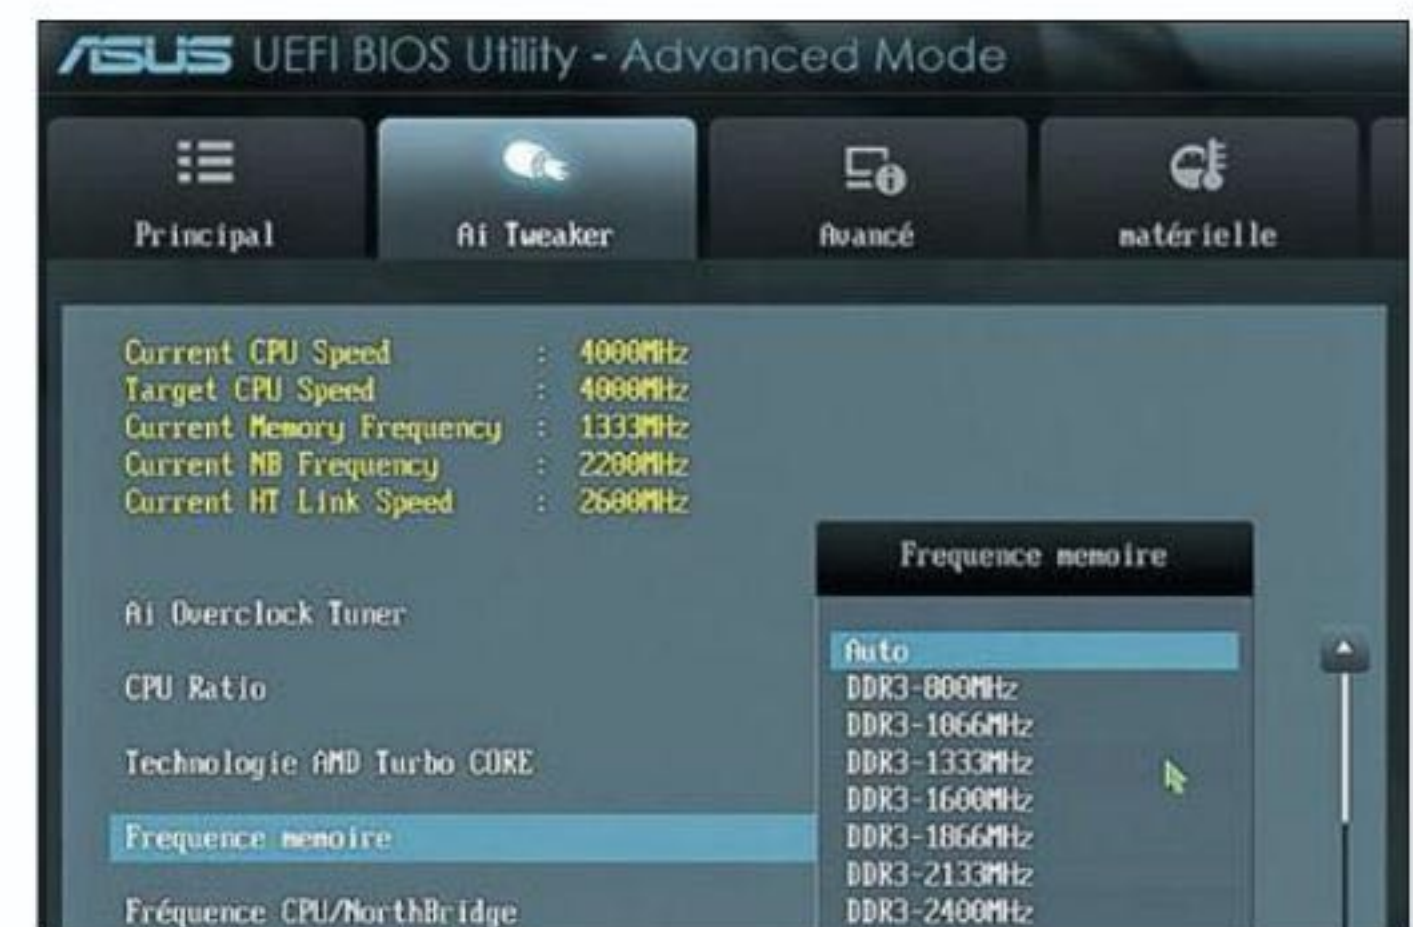 ASUS UEFI BIOS Utility - Advanced Mode
Principal
Ai Tweaker
Avancé
matérielle
Current CPU Speed : 4000MHz
Target CPU Speed : 4000MHz
Current Memory Frequency : 1333MHz
Current NB Frequency : 2200MHz
Current HT Link Speed : 2600MHz
Ai Overclock Tuner
CPU Ratio
Technologie AMD Turbo CORE
Frequence memoire
Fréquence CPU/NorthBridge
Frequence memoire
Auto
DDR3-800MHz
DDR3-1066MHz
DDR3-1333MHz
DDR3-1600MHz
DDR3-1866MHz
DDR3-2133MHz
DDR3-2400MHz